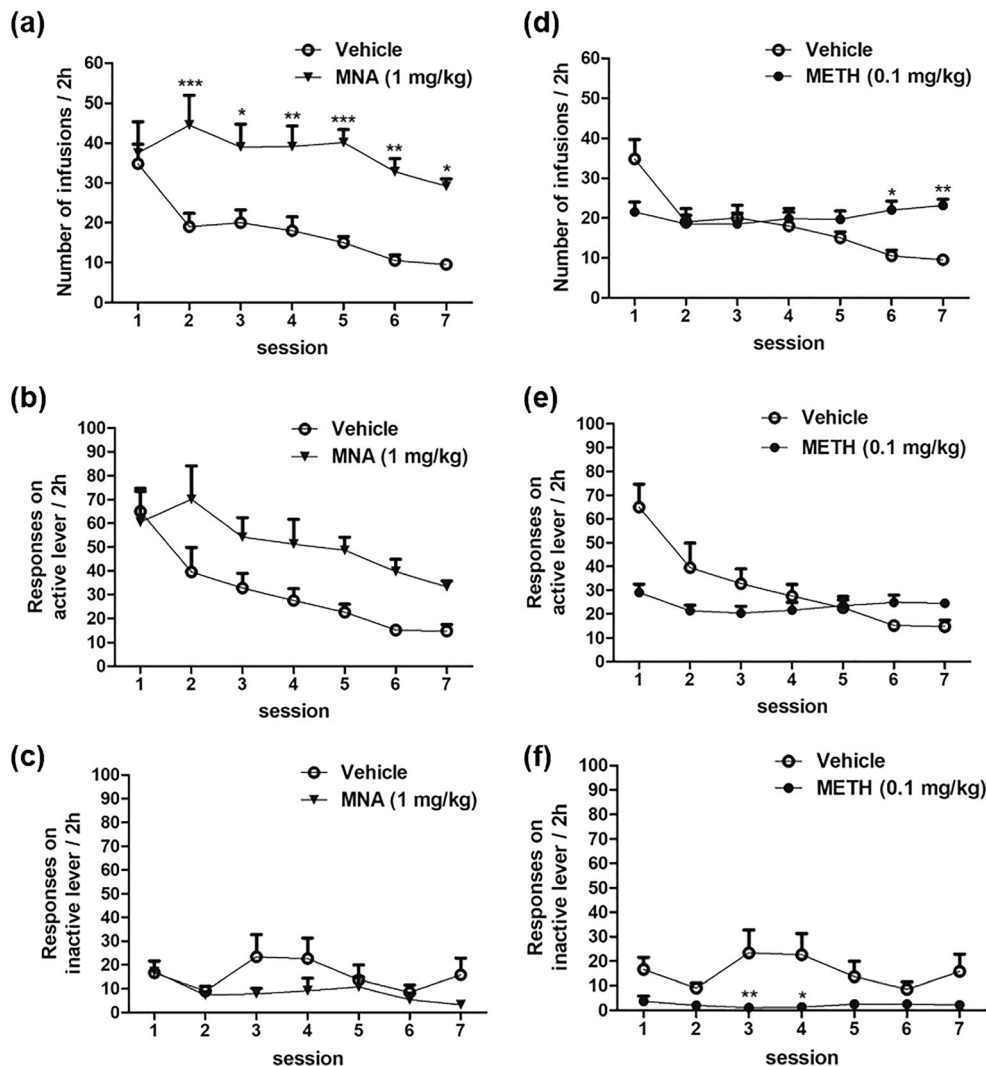 (a)
Vehicle
MNA (1 mg/kg)
Number of infusions / 2h
60
50
40
30
20
10
0
***
*
**
***
**
*
1 2 3 4 5 6 7
session
(d)
Vehicle
METH (0.1 mg/kg)
Number of infusions / 2h
60
50
40
30
20
10
0
*
**
1 2 3 4 5 6 7
session
(b)
Vehicle
MNA (1 mg/kg)
Responses on
active lever / 2h
100
90
80
70
60
50
40
30
20
10
0
1 2 3 4 5 6 7
session
(e)
Vehicle
METH (0.1 mg/kg)
Responses on
active lever / 2h
100
90
80
70
60
50
40
30
20
10
0
1 2 3 4 5 6 7
session
(c)
Vehicle
MNA (1 mg/kg)
Responses on
inactive lever / 2h
100
90
80
70
60
50
40
30
20
10
0
1 2 3 4 5 6 7
session
(f)
Vehicle
METH (0.1 mg/kg)
Responses on
inactive lever / 2h
100
90
80
70
60
50
40
30
20
10
0
**
*
1 2 3 4 5 6 7
session